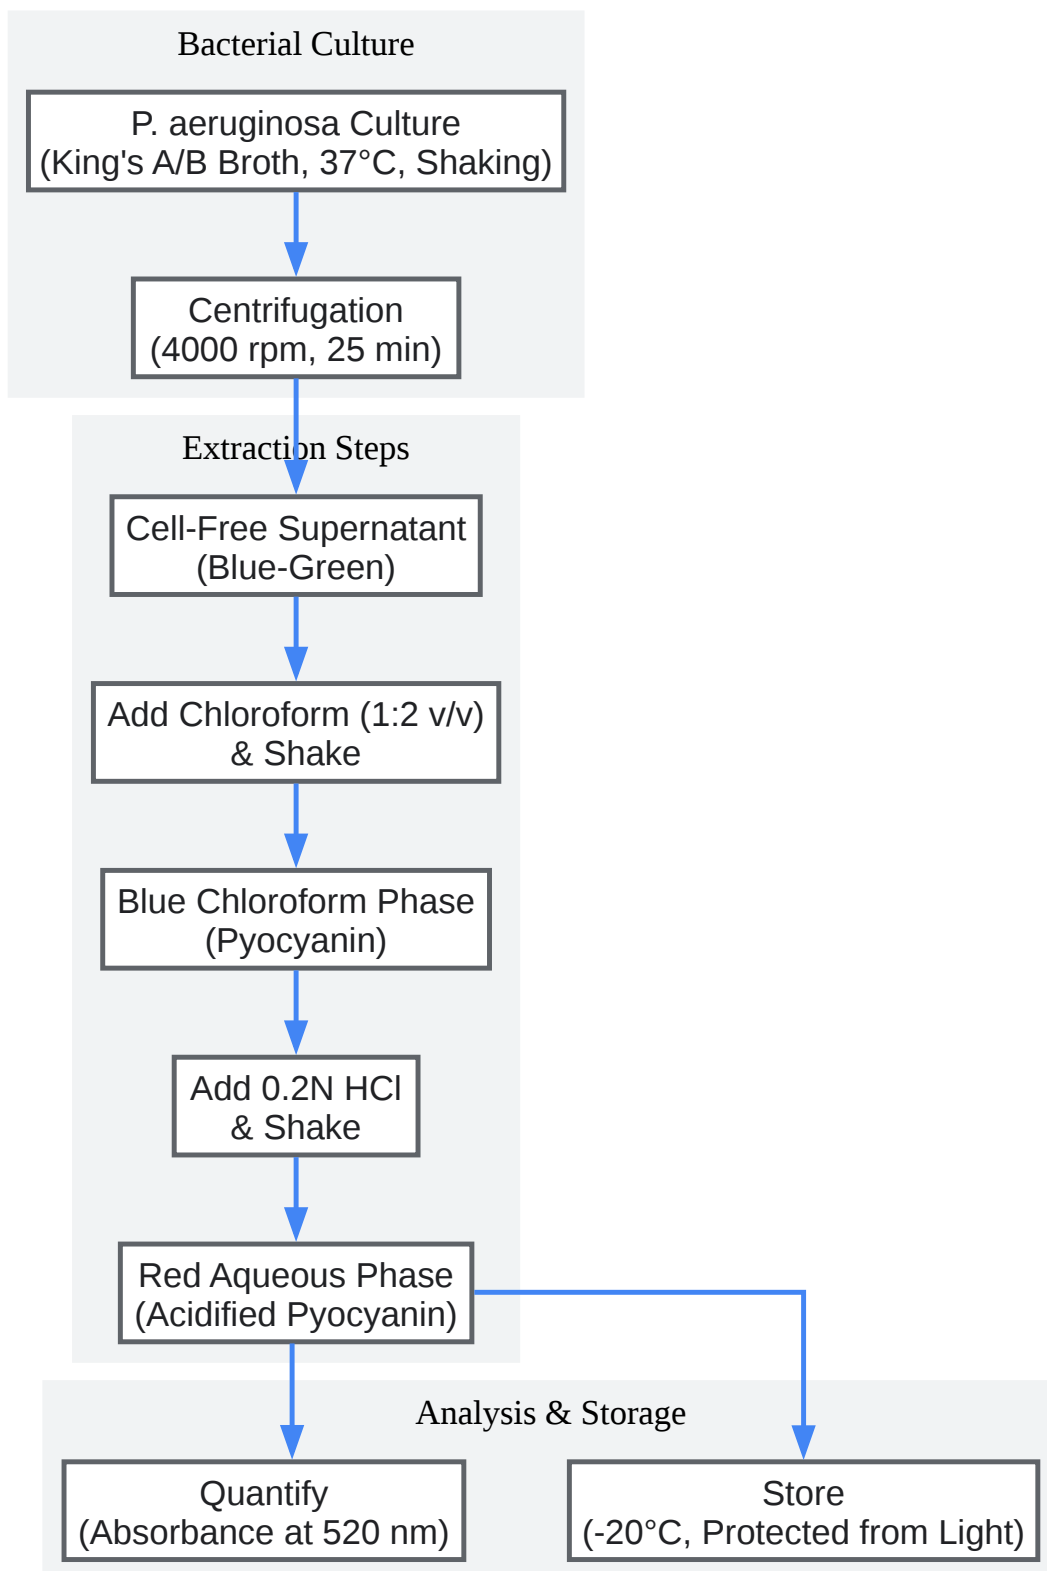 Bacterial Culture
P. aeruginosa Culture
(King's A/B Broth, 37°C, Shaking)
Centrifugation
(4000 rpm, 25 min)
Extraction Steps
Cell-Free Supernatant
(Blue-Green)
Add Chloroform (1:2 v/v)
& Shake
Blue Chloroform Phase
(Pyocyanin)
Add 0.2N HCl
& Shake
Red Aqueous Phase
(Acidified Pyocyanin)
Analysis & Storage
Quantify
(Absorbance at 520 nm)
Store
(-20°C, Protected from Light)